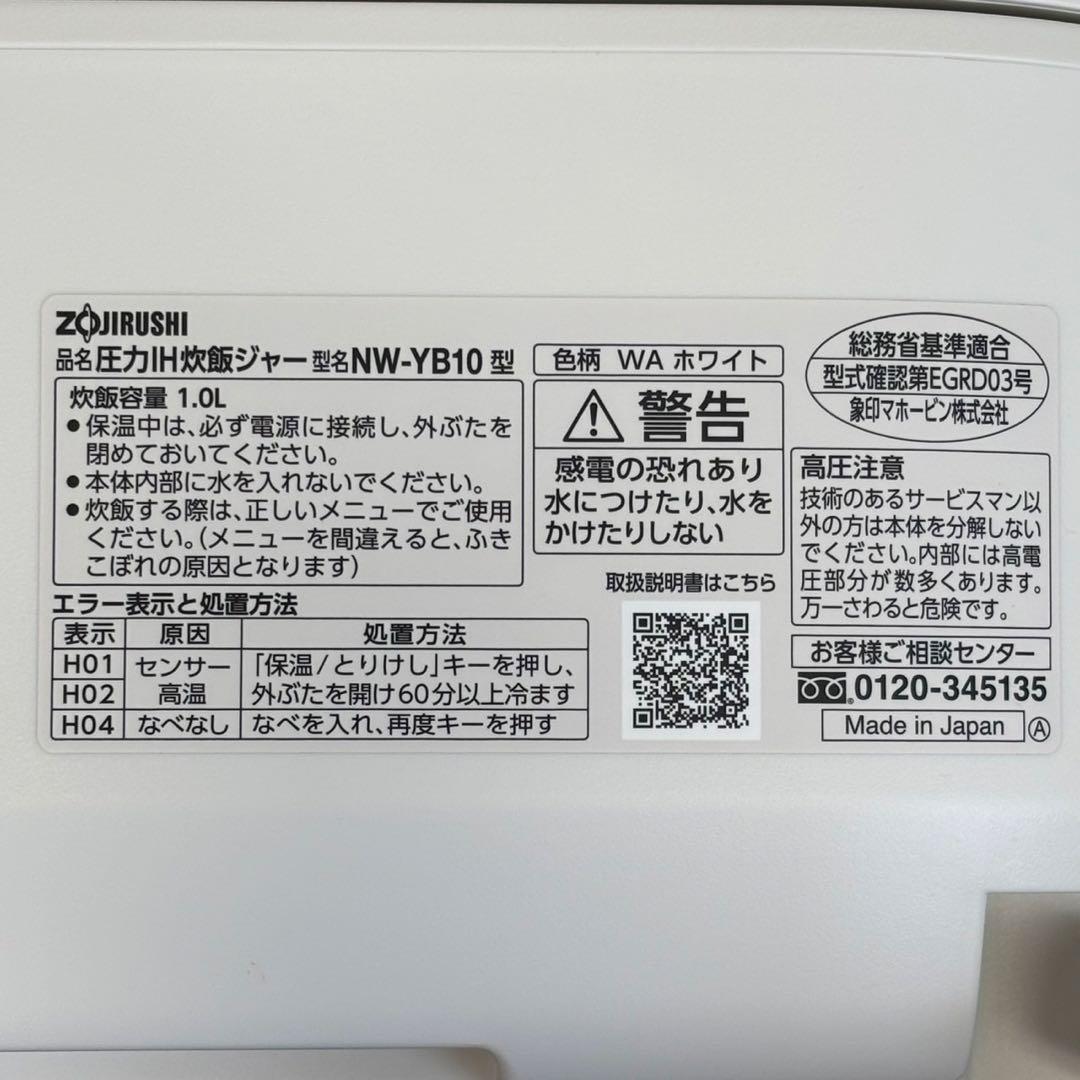 ZOJIRUSHI
品名 圧力IH炊飯ジャー 型名 NW-YB10 型
炊飯容量 1.0L
●保温中は、必ず電源に接続し、外ぶたを
閉めておいてください。
●本体内部に水を入れないでください。
●炊飯する際は、正しいメニューでご使用
ください。(メニューを間違えると、ふき
こぼれの原因となります)
エラー表示と処置方法
表示 原因 処置方法
H01 センサー 「保温/とりけし」キーを押し、
H02 高温 外ぶたを開け60分以上冷ます
H04 なべなし なべを入れ、再度キーを押す
色柄 WA ホワイト
警告
感電の恐れあり
水につけたり、水を
かけたりしない
取扱説明書はこちら
総務省基準適合
型式確認第EGRD03号
象印マホービン株式会社
高圧注意
技術のあるサービスマン以
外の方は本体を分解しない
でください。内部には高電
圧部分が数多くあります。
万一さわると危険です。
お客様ご相談センター
0120-345135
Made in Japan Ⓐ